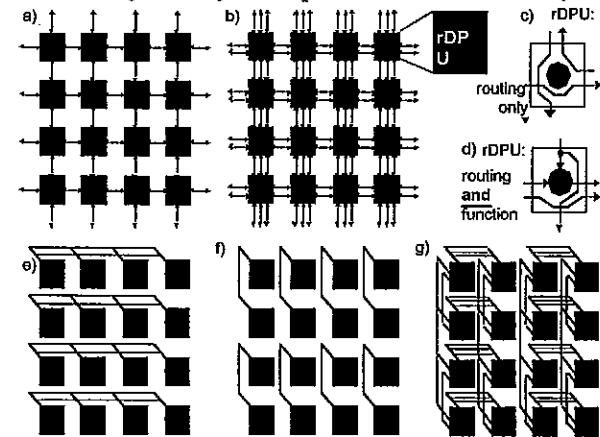 a)
b)
rDP
U
c) rDPU:
routing
only
d) rDPU:
routing
and
function
e)
f)
g)